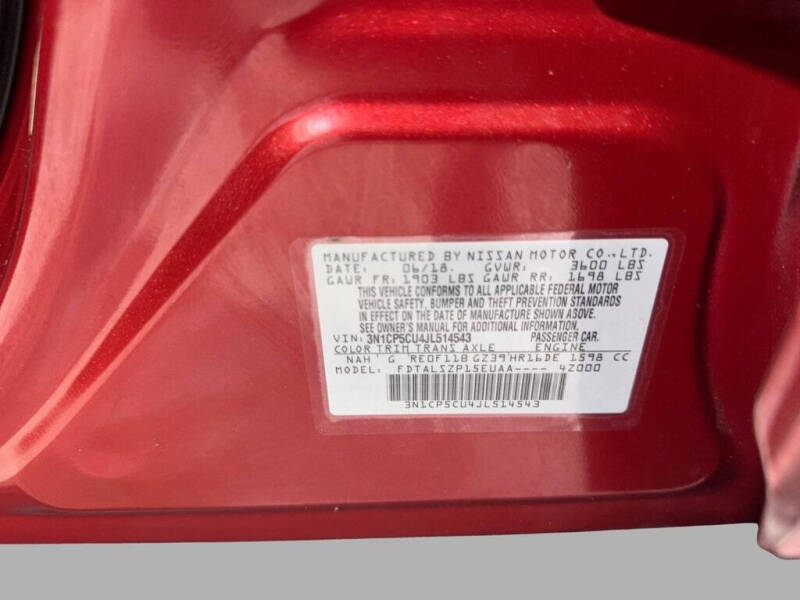 MANUFACTURED BY NISSAN MOTOR CO.,LTD.
DATE: 06/18. GVWR: 3600 LBS
GAWR FR: 1903 LBS GAWR RR: 1698 LBS
THIS VEHICLE CONFORMS TO ALL APPLICABLE FEDERAL MOTOR
VEHICLE SAFETY, BUMPER AND THEFT PREVENTION STANDARDS
IN EFFECT ON THE DATE OF MANUFACTURE SHOWN ABOVE.
SEE OWNER'S MANUAL FOR ADDITIONAL INFORMATION.
VIN: 3N1CP5CU4JL514543 PASSENGER CAR.
COLOR TRIM TRANS AXLE ENGINE
NAH G RE0F11B GZ39 HR16DE 1598 CC
MODEL: FDTALSZP15EUAA---- 4Z000
3N1CP5CU4JL514543